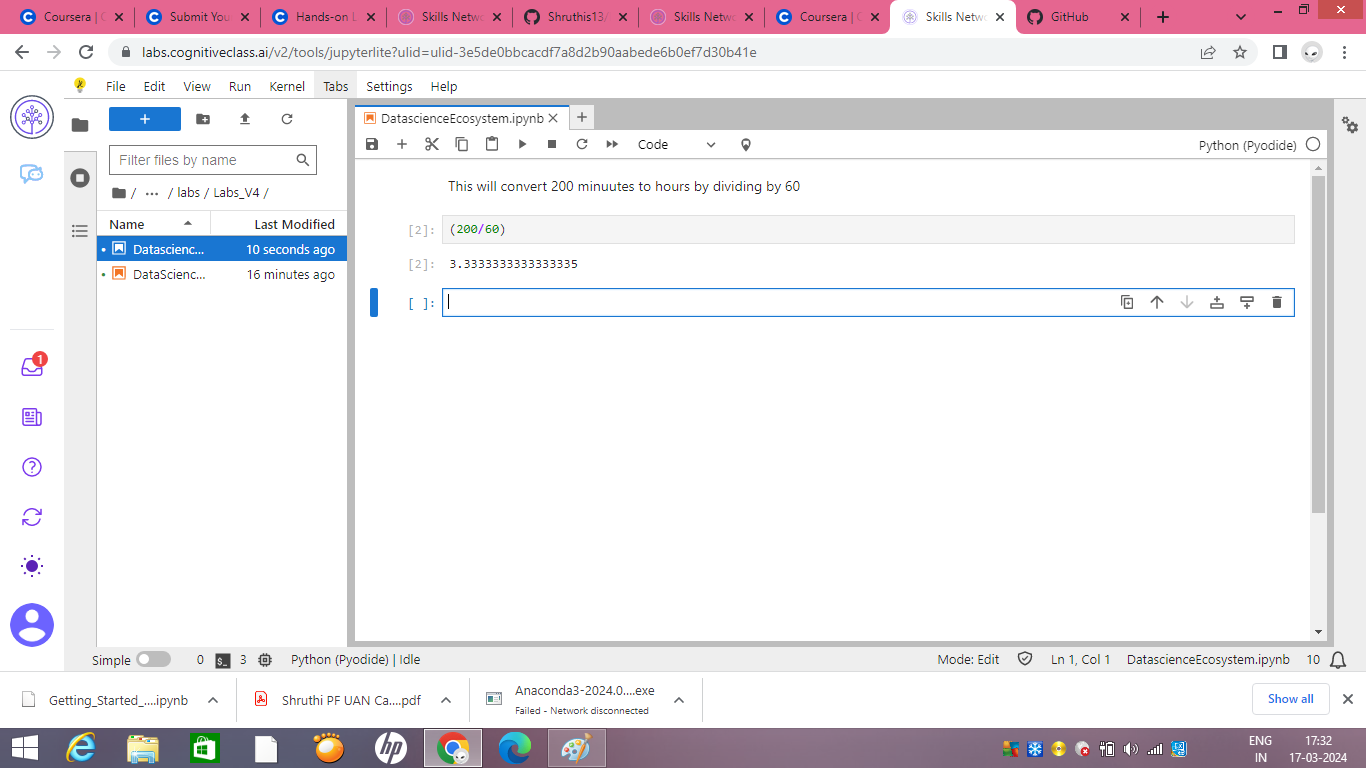 Coursera | C
Submit You
Hands-on L
Skills Netwo
Shruthis13/
Skills Netwo
Coursera | C
Skills Netwo
GitHub
labs.cognitiveclass.ai/v2/tools/jupyterlite?ulid=ulid-3e5de0bbcacdf7a8d2b90aabede6b0ef7d30b41e
File Edit View Run Kernel Tabs Settings Help
DatascienceEcosystem.ipynb
Code
Python (Pyodide)
Filter files by name
/ ... / labs / Labs_V4 /
Name Last Modified
Datascienc... 10 seconds ago
DataScienc... 16 minutes ago
This will convert 200 minuutes to hours by dividing by 60
[2]: (200/60)
[2]: 3.3333333333333335
[ ]:
1
Simple 0 3 Python (Pyodide) | Idle Mode: Edit Ln 1, Col 1 DatascienceEcosystem.ipynb 10
Getting_Started_....ipynb
Shruthi PF UAN Ca....pdf
Anaconda3-2024.0....exe
Failed - Network disconnected
Show all
hp
ENG
IN
17:32
17-03-2024